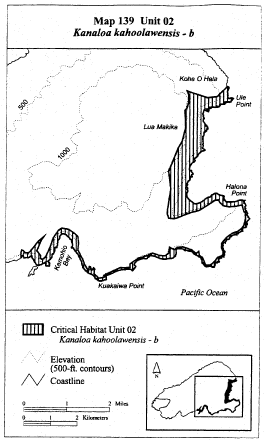 Map 139 Unit 02
Kanaloa kahoolawensis - b
Kohe O Hala
500
Ule
Point
Lua Makika
1000
Halona
Point
Kamohio
Bay
Kuakaiwa Point
Pacific Ocean
Critical Habitat Unit 02
Kanaloa kahoolawensis - b
Elevation
(500-ft. contours)
Coastline
N
0 1 2 Miles
0 1 2 Kilometers